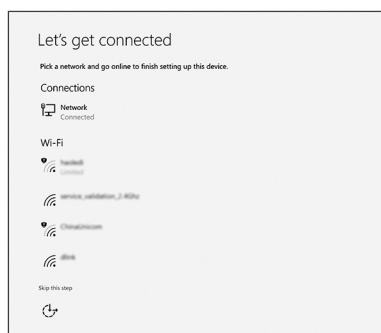 Let's get connected
Pick a network and go online to finish setting up this device.
Connections
Network
Connected
Wi-Fi
Limited
service_validation_2.4Ghz
ChinaUnicom
dlink
Skip this step